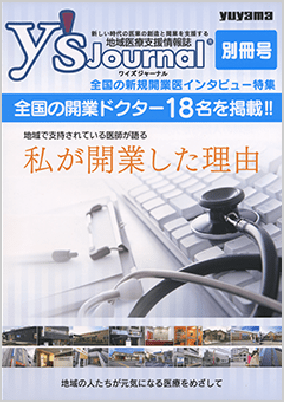 yuyama
新しい時代の医業の創造と開業を支援する
地域医療支援情報誌
y's Journal®
ワイズジャーナル
別冊号
全国の新規開業医インタビュー特集
全国の開業ドクター18名を掲載!!
地域で支持されている医師が語る
私が開業した理由
地域の人たちが元気になる医療をめざして